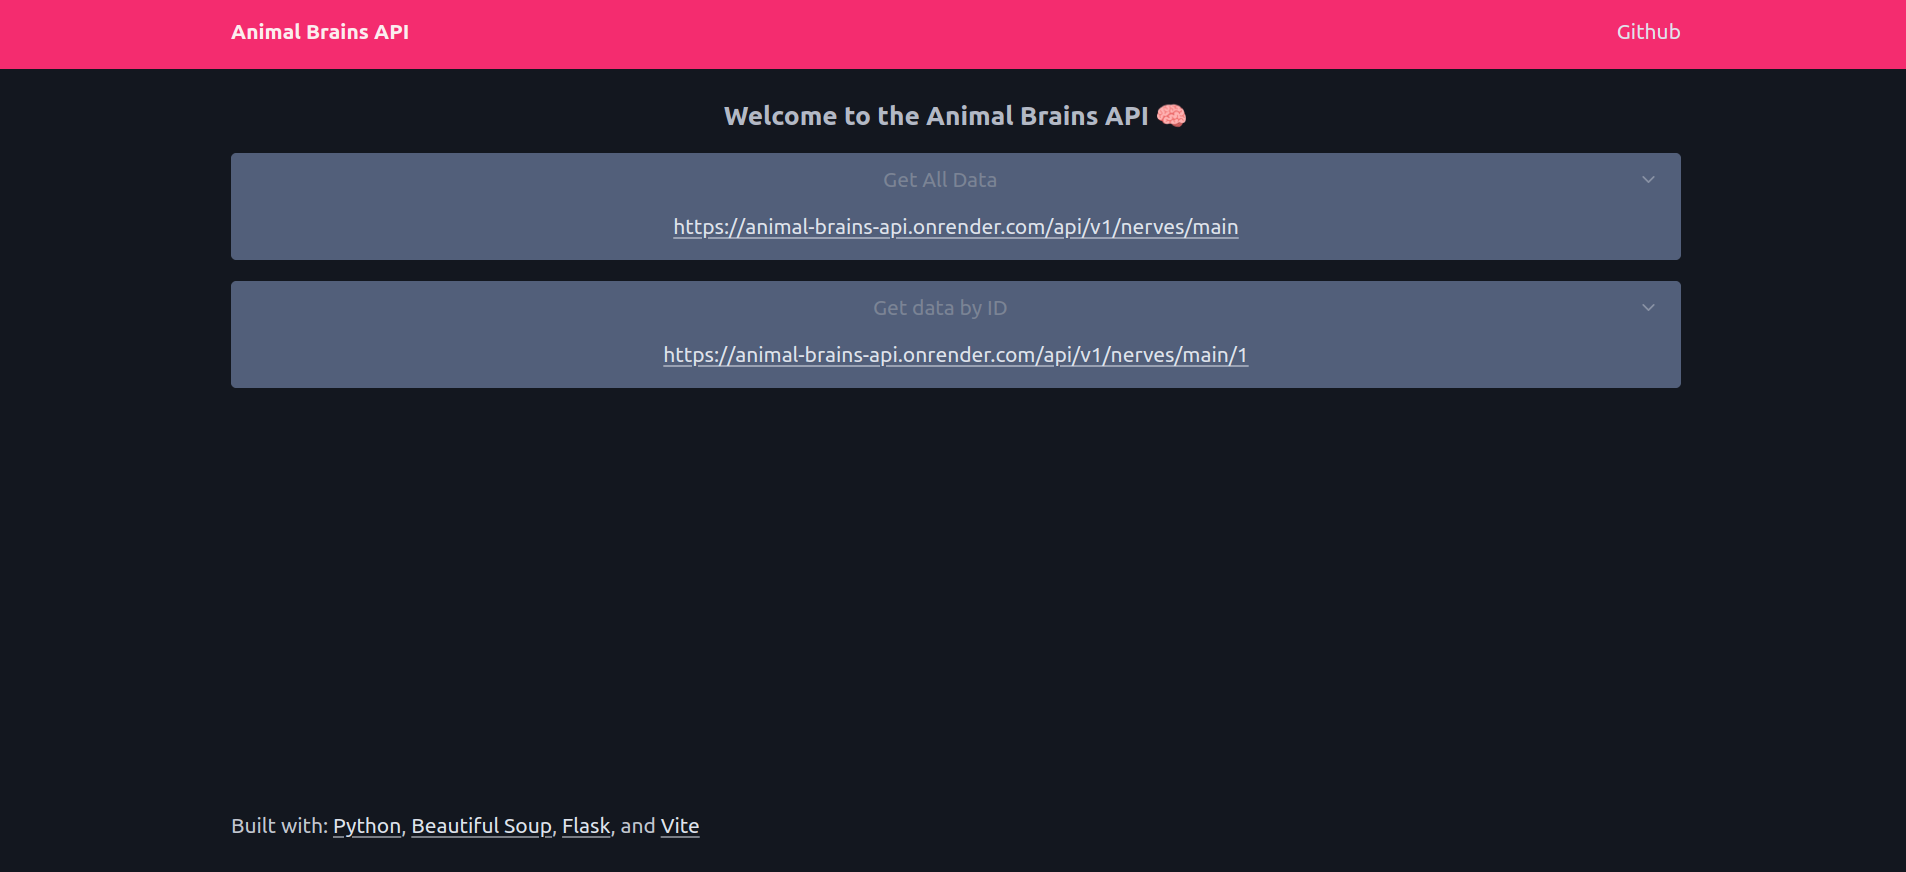 Animal Brains API
Github
Welcome to the Animal Brains API 🧠
Get All Data
https://animal-brains-api.onrender.com/api/v1/nerves/main
Get data by ID
https://animal-brains-api.onrender.com/api/v1/nerves/main/1
Built with: Python, Beautiful Soup, Flask, and Vite